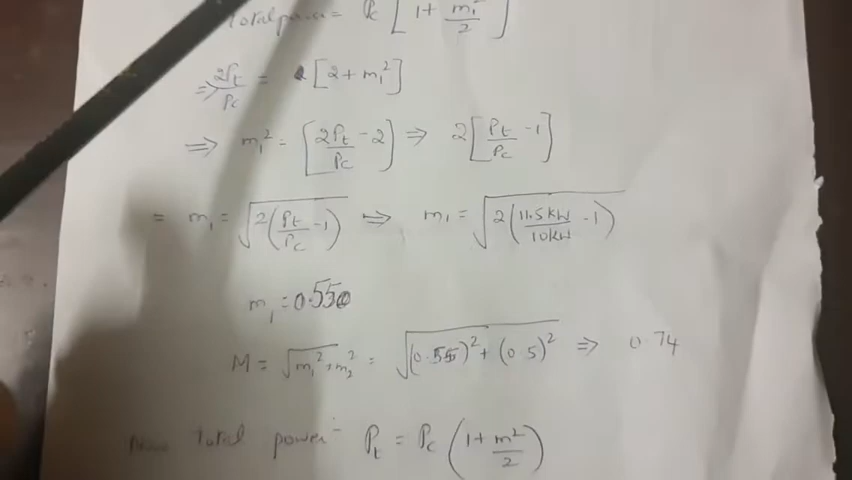 Total power = Pc [1 + m₁²/2]
⇒ 2Pt/Pc = [2 + m₁²]
⇒ m₁² = [2Pt/Pc - 2] ⇒ 2[Pt/Pc - 1]
= m₁ = √(2(Pt/Pc - 1)) ⇒ m₁ = √(2(11.5KW/10KW - 1))
m₁ = 0.550
M = √(m₁² + m₂²) = √((0.55)² + (0.5)²) ⇒ 0.74
Now total power:- Pt = Pc (1 + m²/2)